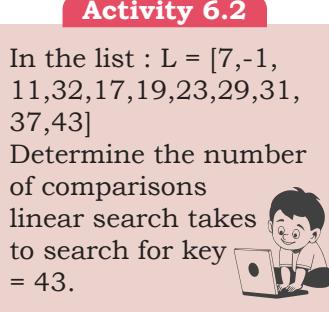 Activity 6.2
In the list : L = [7,-1,
11,32,17,19,23,29,31,
37,43]
Determine the number
of comparisons
linear search takes
to search for key
= 43.